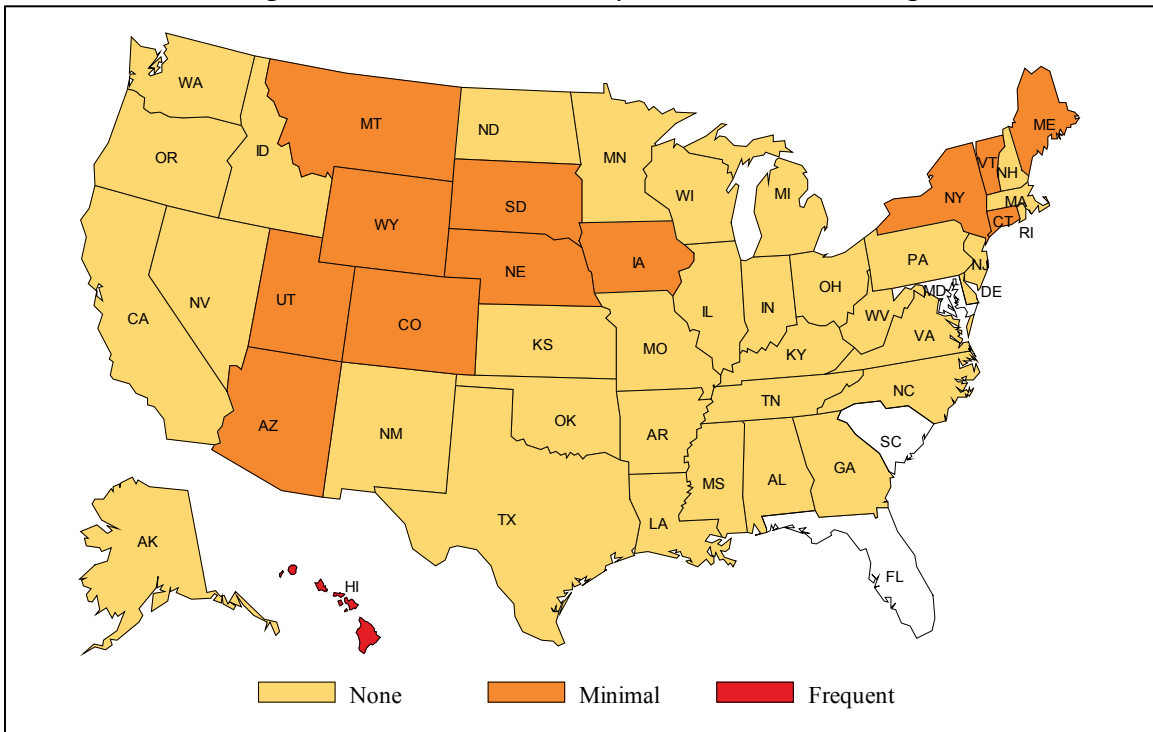 WA
MT
ME
ND
VT
OR
ID
MN
NH
WI
MI
NY
MA
SD
WY
CT
RI
IA
PA
NE
NJ
OH
MD
DE
UT
NV
IL
IN
WV
CO
CA
VA
KS
MO
KY
NC
TN
OK
AZ
NM
AR
SC
GA
MS
AL
TX
LA
AK
FL
HI
None Minimal Frequent